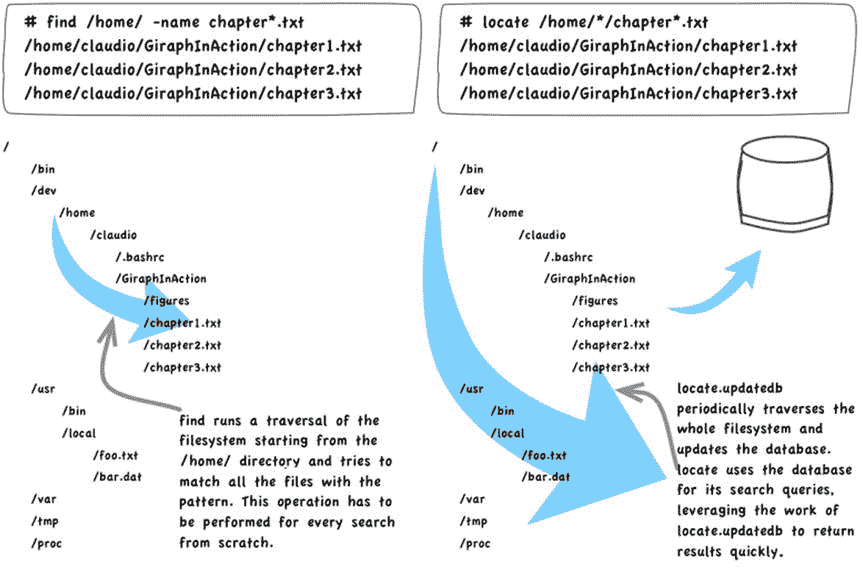 # find /home/ -name chapter*.txt
/home/claudio/GiraphInAction/chapter1.txt
/home/claudio/GiraphInAction/chapter2.txt
/home/claudio/GiraphInAction/chapter3.txt
/
/bin
/dev
/home
/claudio
/.bashrc
/GiraphInAction
/figures
/chapter1.txt
/chapter2.txt
/chapter3.txt
/usr
/bin
/local
/foo.txt
/bar.dat
/var
/tmp
/proc
find runs a traversal of the
filesystem starting from the
/home/ directory and tries to
match all the files with the
pattern. This operation has to
be performed for every search
from scratch.
# locate /home/*/chapter*.txt
/home/claudio/GiraphInAction/chapter1.txt
/home/claudio/GiraphInAction/chapter2.txt
/home/claudio/GiraphInAction/chapter3.txt
/
/bin
/dev
/home
/claudio
/.bashrc
/GiraphInAction
/figures
/chapter1.txt
/chapter2.txt
/chapter3.txt
/usr
/bin
/local
/foo.txt
/bar.dat
/var
/tmp
/proc
locate.updatedb
periodically traverses the
whole filesystem and
updates the database.
locate uses the database
for its search queries,
leveraging the work of
locate.updatedb to return
results quickly.